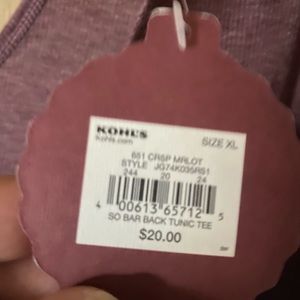 KOHL'S SIZE XL
kohls.com
651 CRSP MRLOT
STYLE JG74K035RS1
244 20 24
4 00613 65712 5
SO BAR BACK TUNIC TEE
$20.00